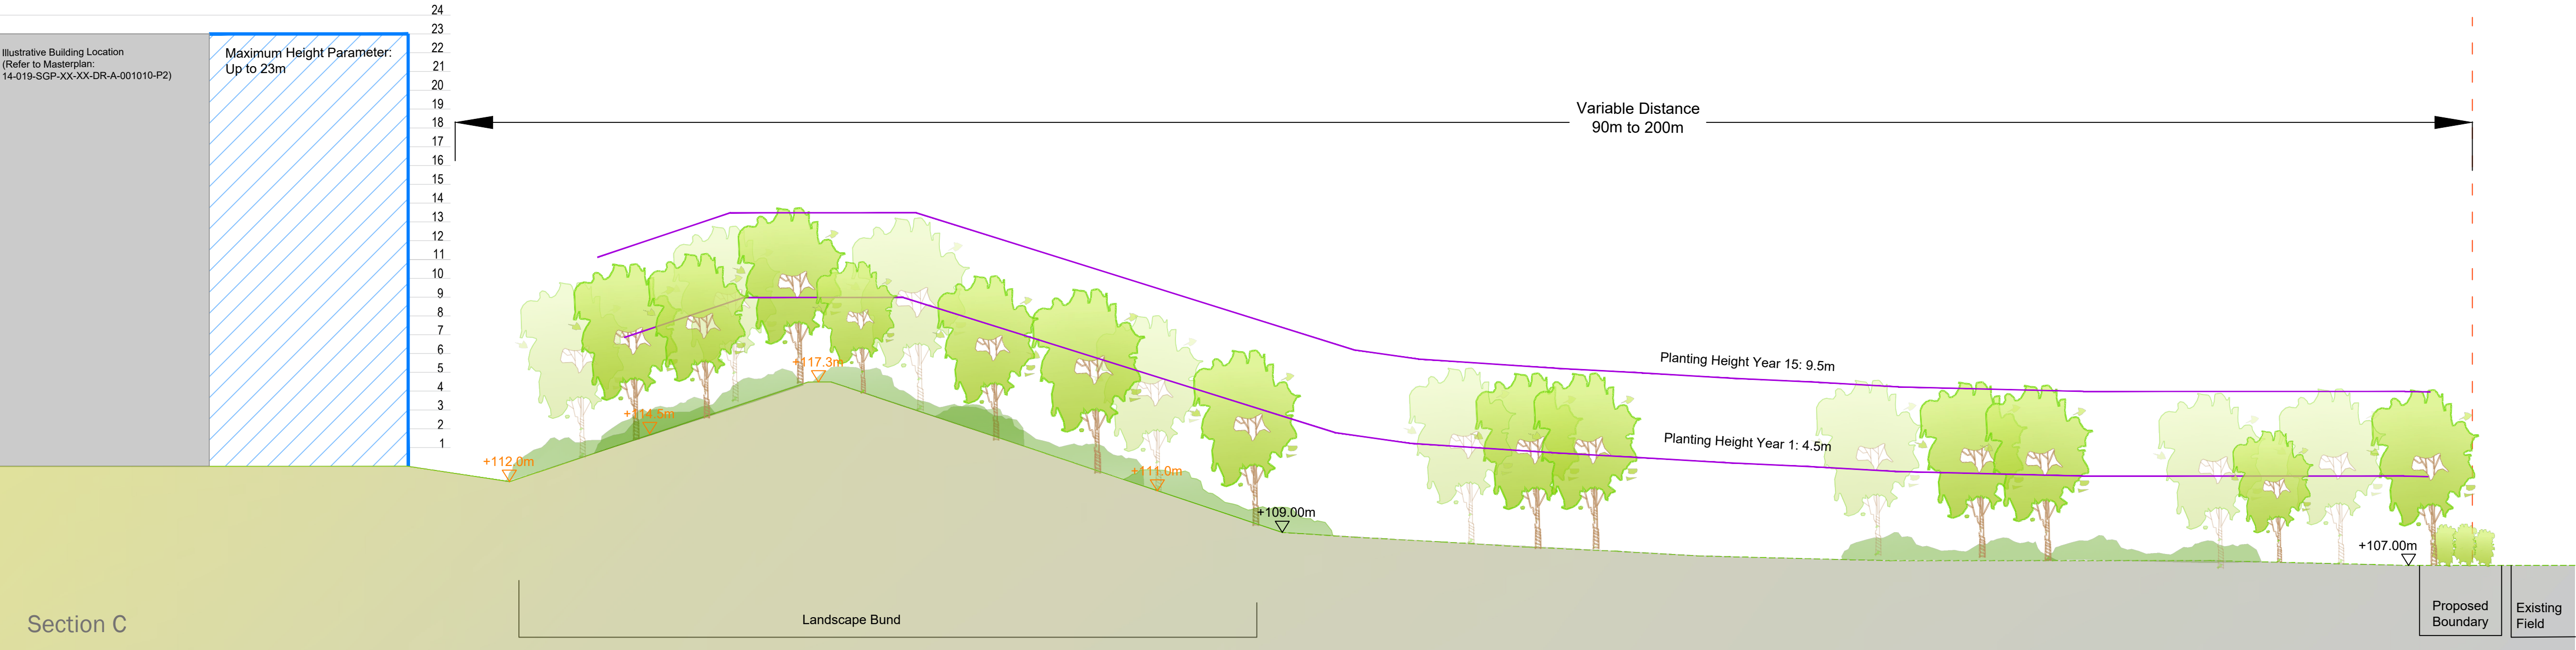 Illustrative Building Location
(Refer to Masterplan:
14-019-SGP-XX-XX-DR-A-001010-P2)
Maximum Height Parameter:
Up to 23m
24
23
22
21
20
19
18
17
16
15
14
13
12
11
10
9
8
7
6
5
4
3
2
1
Variable Distance
90m to 200m
+112.0m
+114.5m
+117.3m
+111.0m
+109.00m
Planting Height Year 15: 9.5m
Planting Height Year 1: 4.5m
+107.00m
Section C
Landscape Bund
Proposed
Boundary
Existing
Field